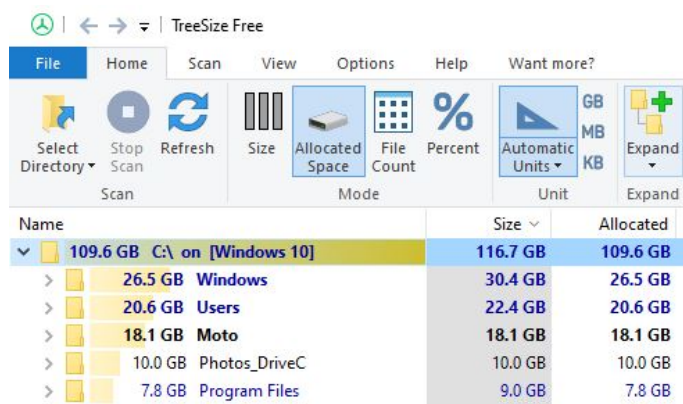 TreeSize Free
File Home Scan View Options Help Want more?
Select Directory Stop Scan Refresh Size Allocated Space File Count Percent Automatic Units GB MB KB Expand
Scan Mode Unit Expand
Name Size Allocated
109.6 GB C:\ on [Windows 10] 116.7 GB 109.6 GB
26.5 GB Windows 30.4 GB 26.5 GB
20.6 GB Users 22.4 GB 20.6 GB
18.1 GB Moto 18.1 GB 18.1 GB
10.0 GB Photos_DriveC 10.0 GB 10.0 GB
7.8 GB Program Files 9.0 GB 7.8 GB